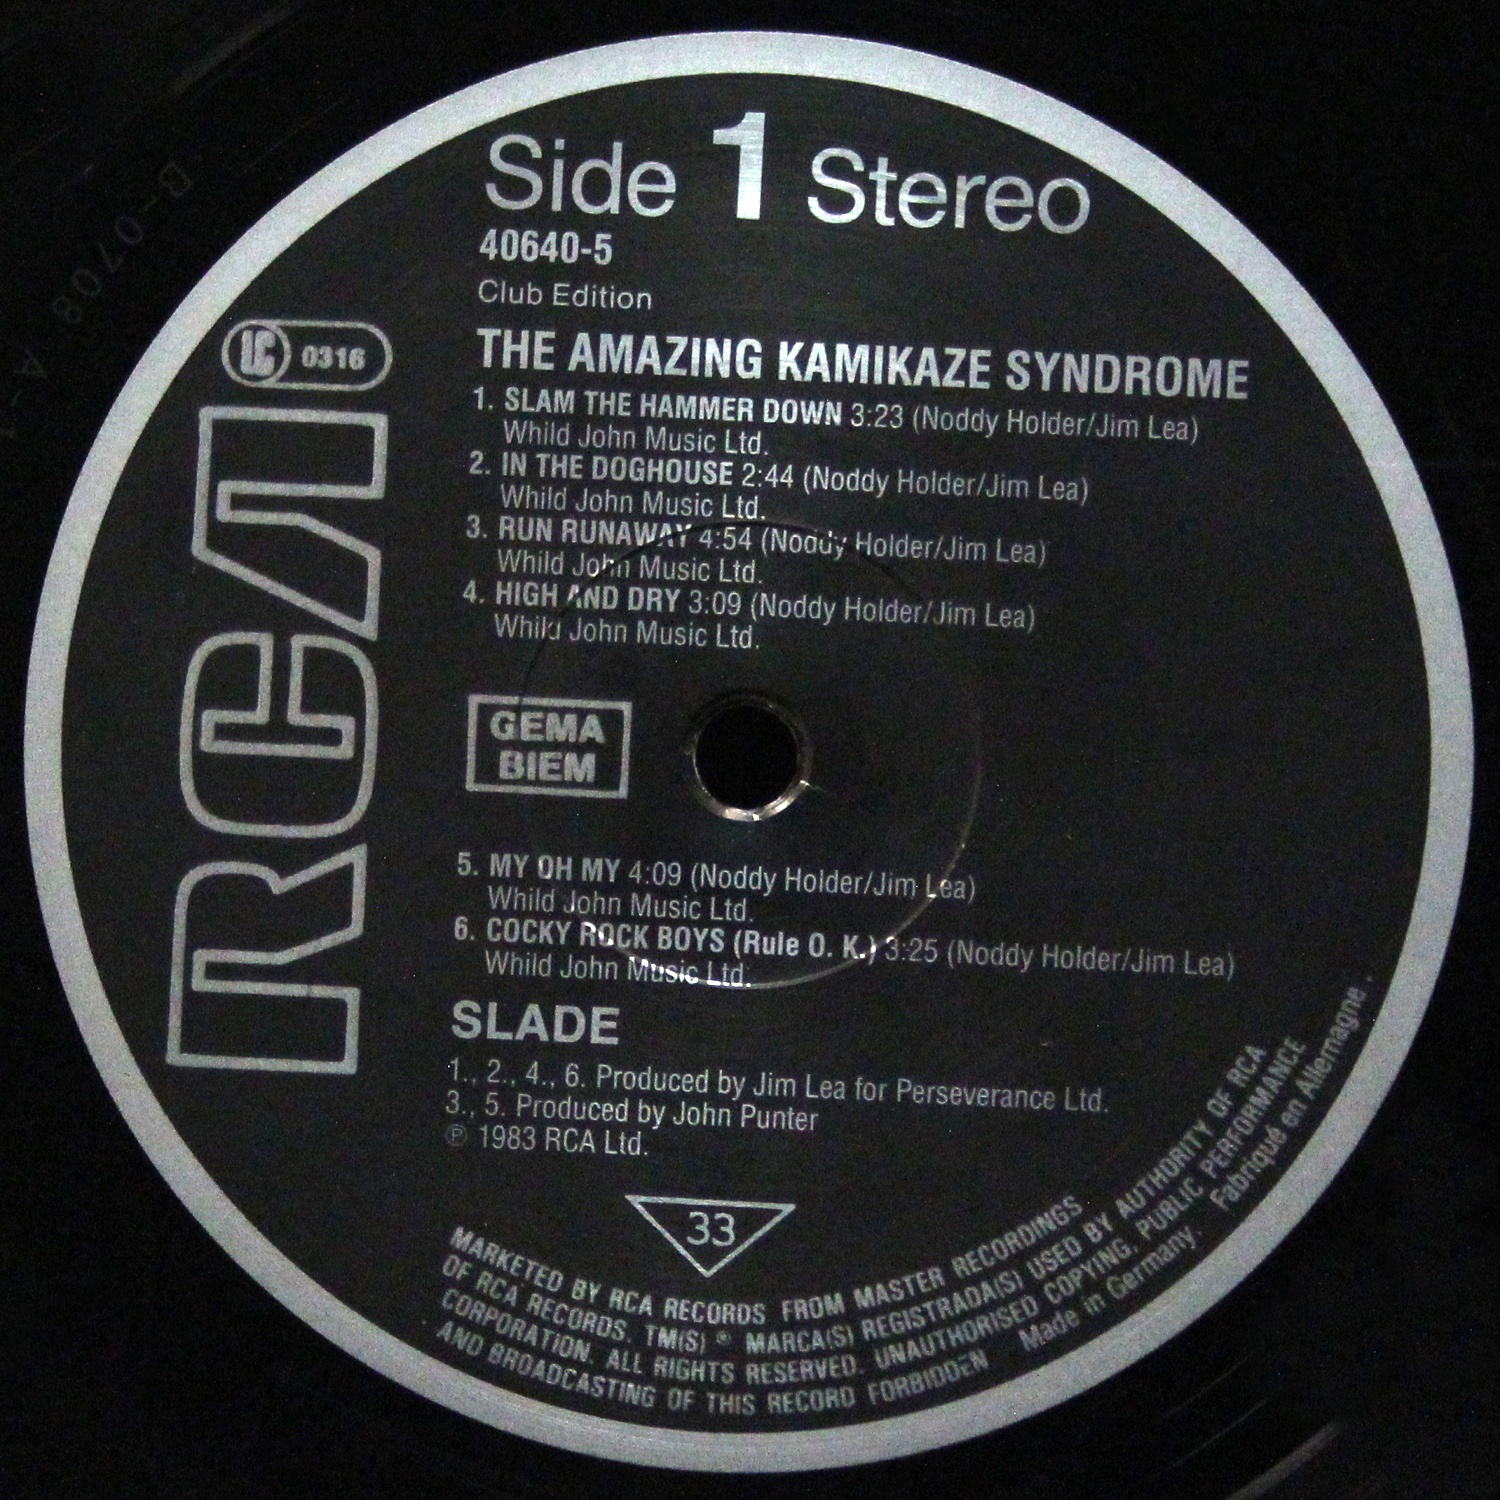 Side 1 Stereo
40640-5
Club Edition
LC 0316
RCA
THE AMAZING KAMIKAZE SYNDROME
1. SLAM THE HAMMER DOWN 3:23 (Noddy Holder/Jim Lea)
Whild John Music Ltd.
2. IN THE DOGHOUSE 2:44 (Noddy Holder/Jim Lea)
Whild John Music Ltd.
3. RUN RUNAWAY 4:54 (Noddy Holder/Jim Lea)
Whild John Music Ltd.
4. HIGH AND DRY 3:09 (Noddy Holder/Jim Lea)
Whild John Music Ltd.
GEMA
BIEM
5. MY OH MY 4:09 (Noddy Holder/Jim Lea)
Whild John Music Ltd.
6. COCKY ROCK BOYS (Rule O. K.) 3:25 (Noddy Holder/Jim Lea)
Whild John Music Ltd.
SLADE
1., 2., 4., 6. Produced by Jim Lea for Perseverance Ltd.
3., 5. Produced by John Punter
℗ 1983 RCA Ltd.
33
MARKETED BY RCA RECORDS FROM MASTER RECORDINGS
OF RCA RECORDS. TM(S) ® MARCA(S) REGISTRADA(S) USED BY AUTHORITY OF RCA
CORPORATION. ALL RIGHTS RESERVED. UNAUTHORISED COPYING, PUBLIC PERFORMANCE
AND BROADCASTING OF THIS RECORD FORBIDDEN Made in Germany. Fabriqué en Allemagne.
B-0708 A-1